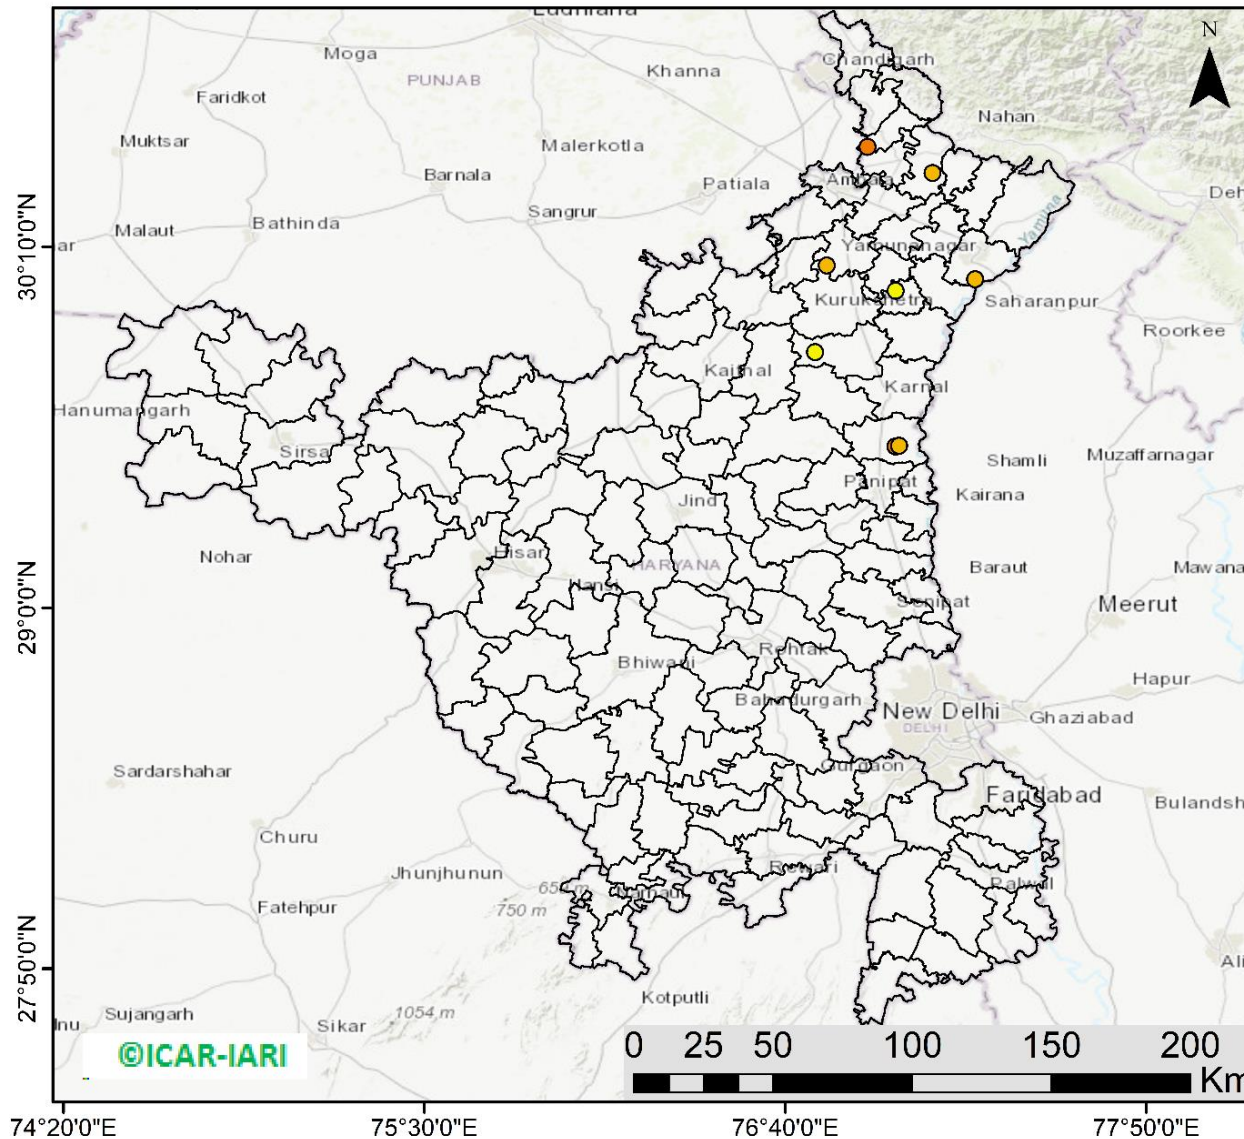 Ludhiana
N
Moga
Chandigarh
Khanna
PUNJAB
Faridkot
Nahan
Muktsar
Malerkotla
Barnala
Patiala
Ambala
Sangrur
Bathinda
Malaut
Yamuna
ar
Yamunanagar
30°10'0"N
Kurukshetra
Saharanpur
Roorkee
Kaithal
Karnal
Hanumangarh
Sirsa
Muzaffarnagar
Shamli
Panipat
Kairana
Jind
Nohar
Hisar
HARYANA
Baraut
Mawana
Hansi
Sonipat
Meerut
29°0'0"N
Rohtak
Bhiwani
Hapur
Bahadurgarh
New Delhi
Ghaziabad
DELHI
Gurgaon
Sardarshahar
Faridabad
Bulandsh
Churu
Rewari
Jhunjhunun
Palwal
650 m
Narnaul
Fatehpur
750 m
Ali
27°50'0"N
Kotputli
Sujangarh
1054 m
Sikar
©ICAR-IARI
0 25 50 100 150 200
Km
74°20'0"E 75°30'0"E 76°40'0"E 77°50'0"E